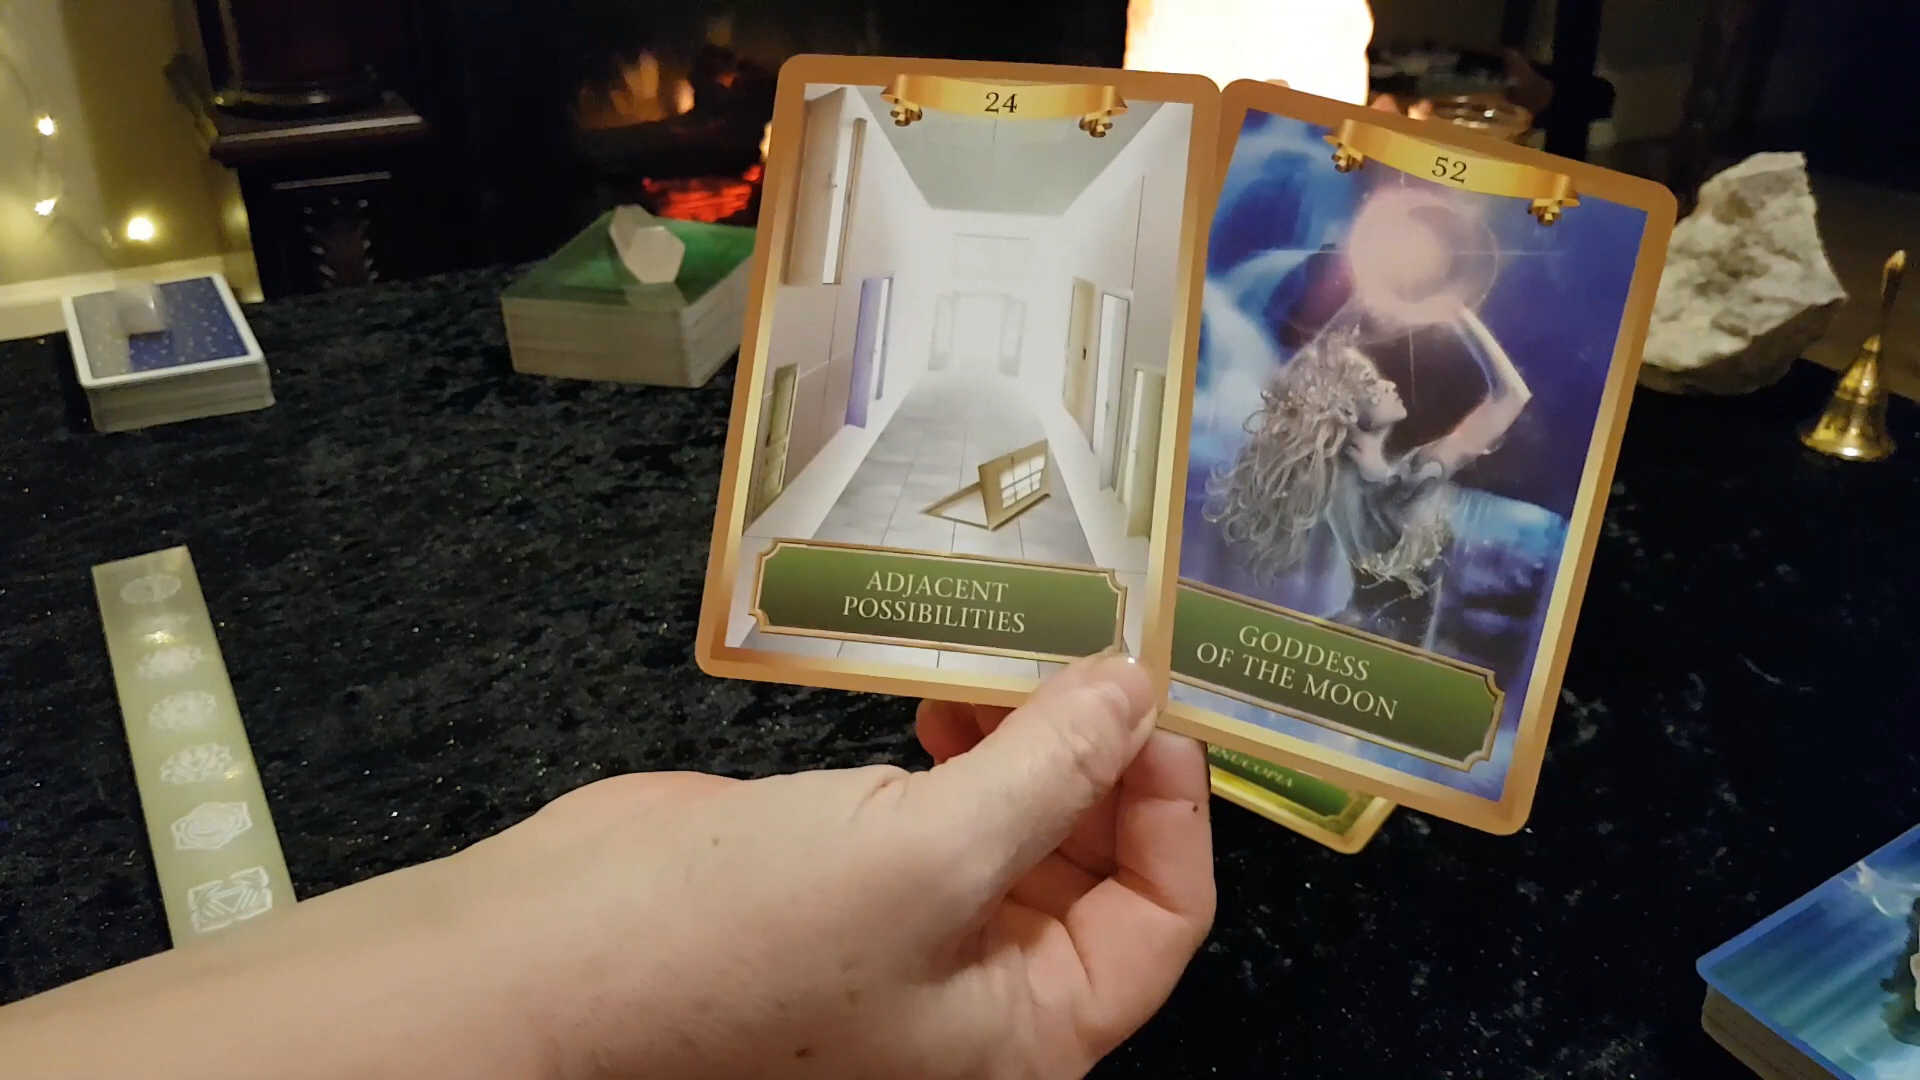 24
ADJACENT
POSSIBILITIES
52
GODDESS
OF THE MOON